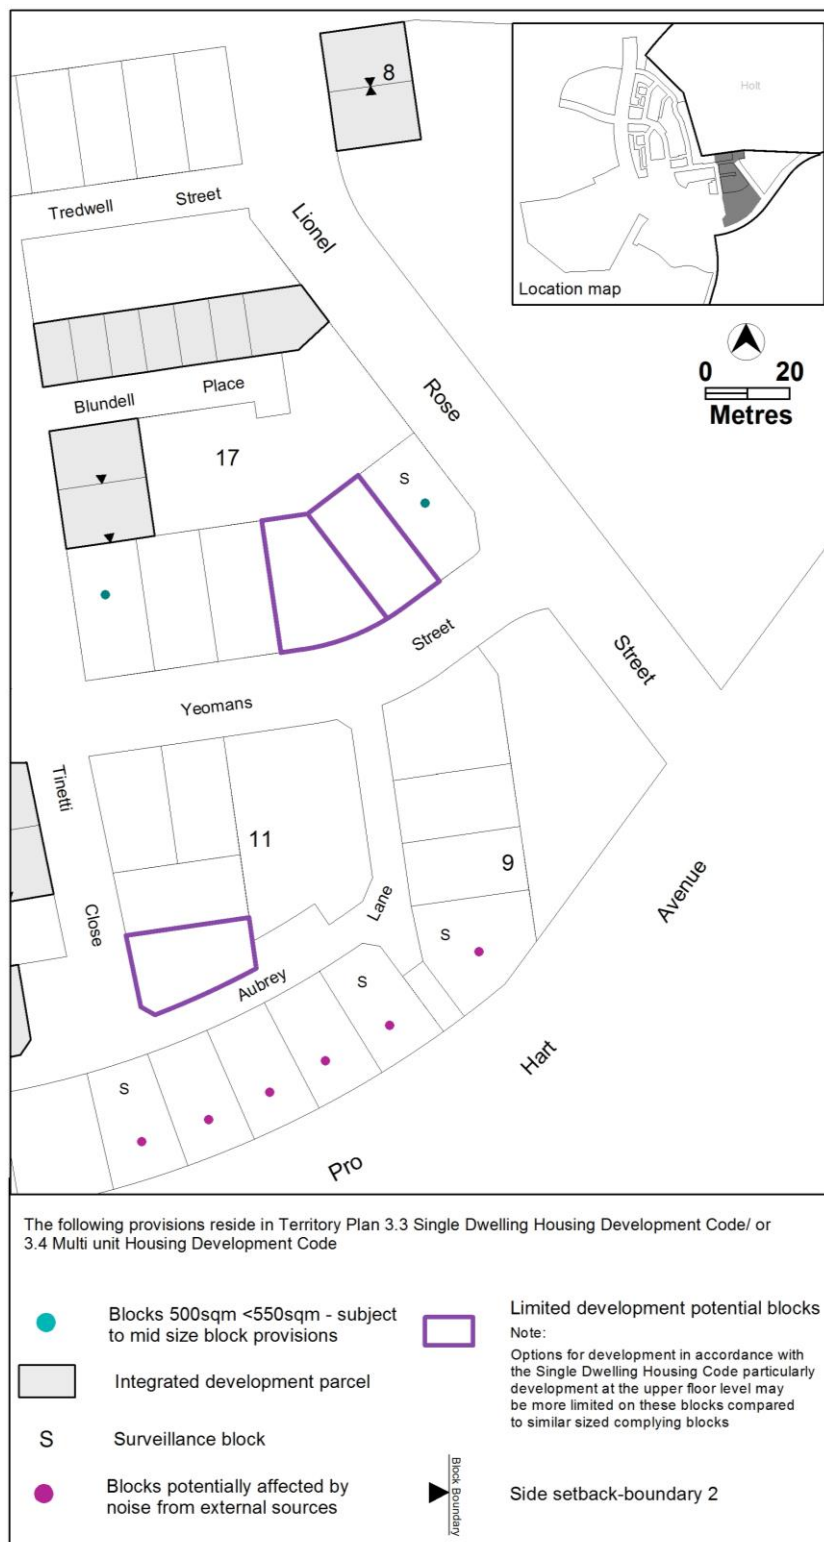 8
Holt
Location map
Tredwell Street
Lionel
Rose
Street
0 20
Metres
Blundell Place
17
S
Street
Yeomans
Tinetti
Close
11
9
Lane
Avenue
S
Aubrey
S
S
Hart
Pro
The following provisions reside in Territory Plan 3.3 Single Dwelling Housing Development Code/ or
3.4 Multi unit Housing Development Code
Blocks 500sqm <550sqm - subject
to mid size block provisions
Integrated development parcel
S Surveillance block
Blocks potentially affected by
noise from external sources
Limited development potential blocks
Note:
Options for development in accordance with
the Single Dwelling Housing Code particularly
development at the upper floor level may
be more limited on these blocks compared
to similar sized complying blocks
Block Boundary
Side setback-boundary 2